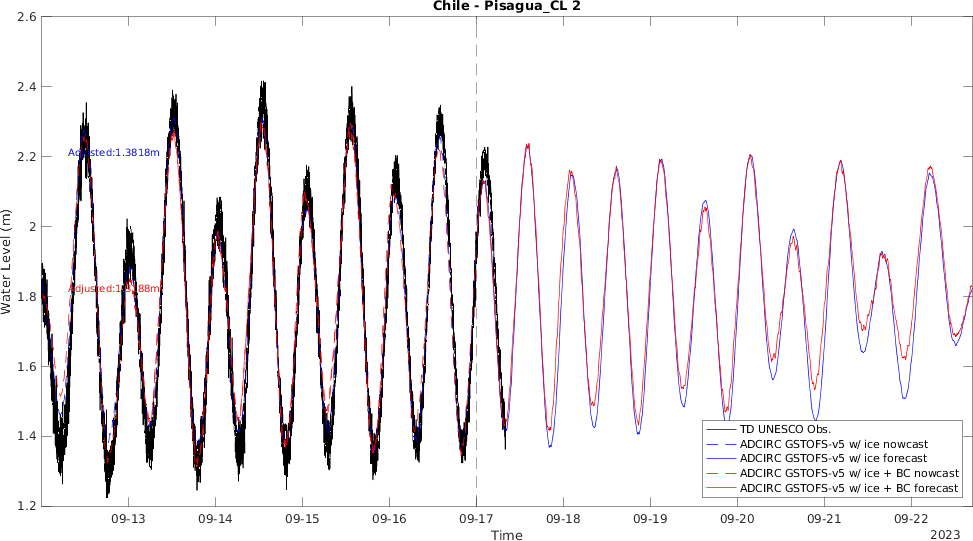 Chile - Pisagua_CL 2
2.6
2.4
2.2
2
1.8
1.6
1.4
1.2
Water Level (m)
Adjusted:1.3818m
TD UNESCO Obs.
ADCIRC GSTOFS-v5 w/ ice nowcast
ADCIRC GSTOFS-v5 w/ ice forecast
ADCIRC GSTOFS-v5 w/ ice + BC nowcast
ADCIRC GSTOFS-v5 w/ ice + BC forecast
09-13 09-14 09-15 09-16 09-17 09-18 09-19 09-20 09-21 09-22
2023
Time